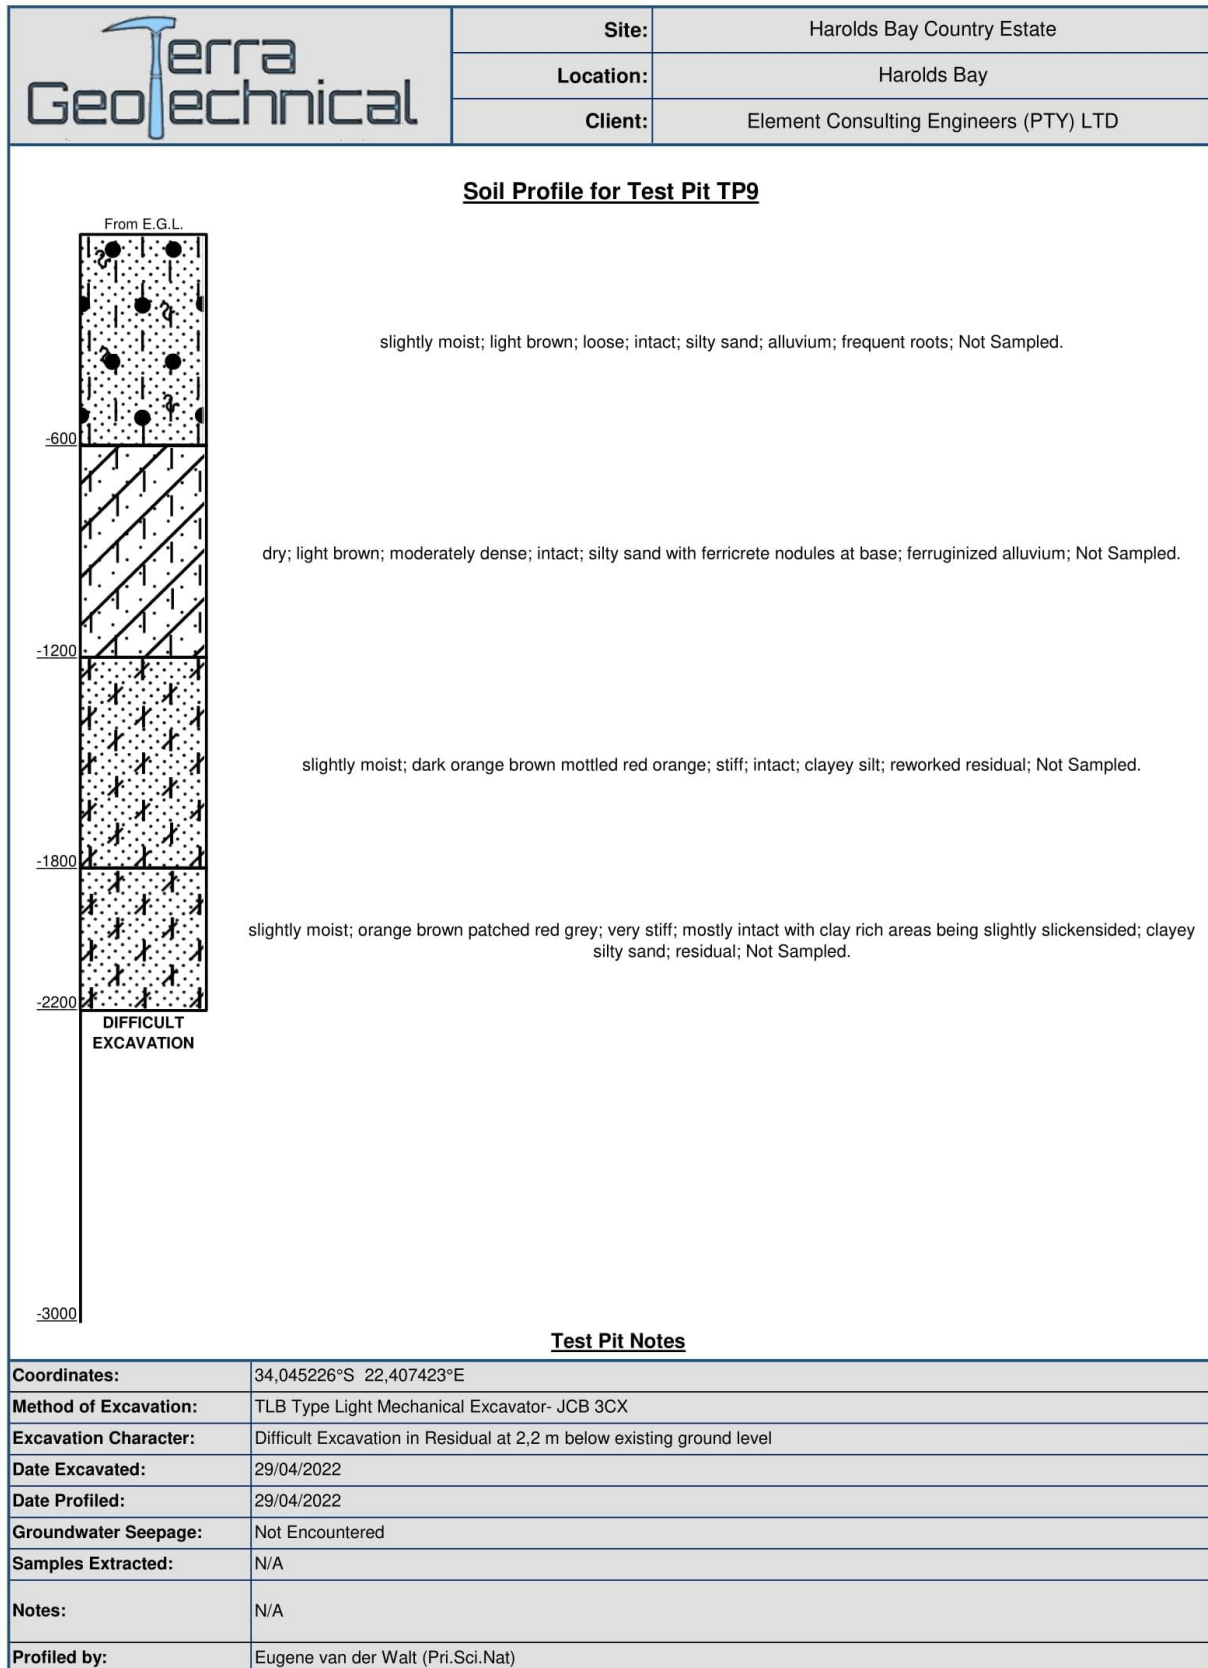 Terra
GeoTechnical
Site: Harolds Bay Country Estate
Location: Harolds Bay
Client: Element Consulting Engineers (PTY) LTD
Soil Profile for Test Pit TP9
From E.G.L.
slightly moist; light brown; loose; intact; silty sand; alluvium; frequent roots; Not Sampled.
-600
dry; light brown; moderately dense; intact; silty sand with ferricrete nodules at base; ferruginized alluvium; Not Sampled.
-1200
slightly moist; dark orange brown mottled red orange; stiff; intact; clayey silt; reworked residual; Not Sampled.
-1800
slightly moist; orange brown patched red grey; very stiff; mostly intact with clay rich areas being slightly slickensided; clayey
silty sand; residual; Not Sampled.
-2200
DIFFICULT
EXCAVATION
-3000
Test Pit Notes
Coordinates: 34,045226°S 22,407423°E
Method of Excavation: TLB Type Light Mechanical Excavator- JCB 3CX
Excavation Character: Difficult Excavation in Residual at 2,2 m below existing ground level
Date Excavated: 29/04/2022
Date Profiled: 29/04/2022
Groundwater Seepage: Not Encountered
Samples Extracted: N/A
Notes: N/A
Profiled by: Eugene van der Walt (Pri.Sci.Nat)